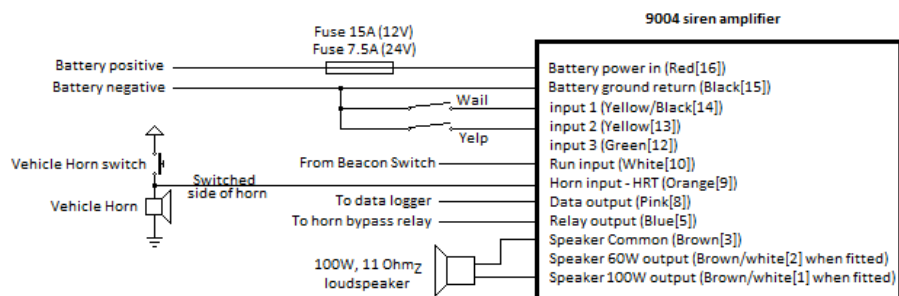 9004 siren amplifier
Fuse 15A (12V)
Fuse 7.5A (24V)
Battery positive
Battery power in (Red[16])
Battery negative
Battery ground return (Black[15])
Wail
input 1 (Yellow/Black[14])
input 2 (Yellow[13])
Yelp
input 3 (Green[12])
Vehicle Horn switch
From Beacon Switch
Run input (White[10])
Switched
side of horn
Horn input - HRT (Orange[9])
Vehicle Horn
To data logger
Data output (Pink[8])
To horn bypass relay
Relay output (Blue[5])
Speaker Common (Brown[3])
100W, 11 Ohmz
loudspeaker
Speaker 60W output (Brown/white[2] when fitted)
Speaker 100W output (Brown/white[1] when fitted)